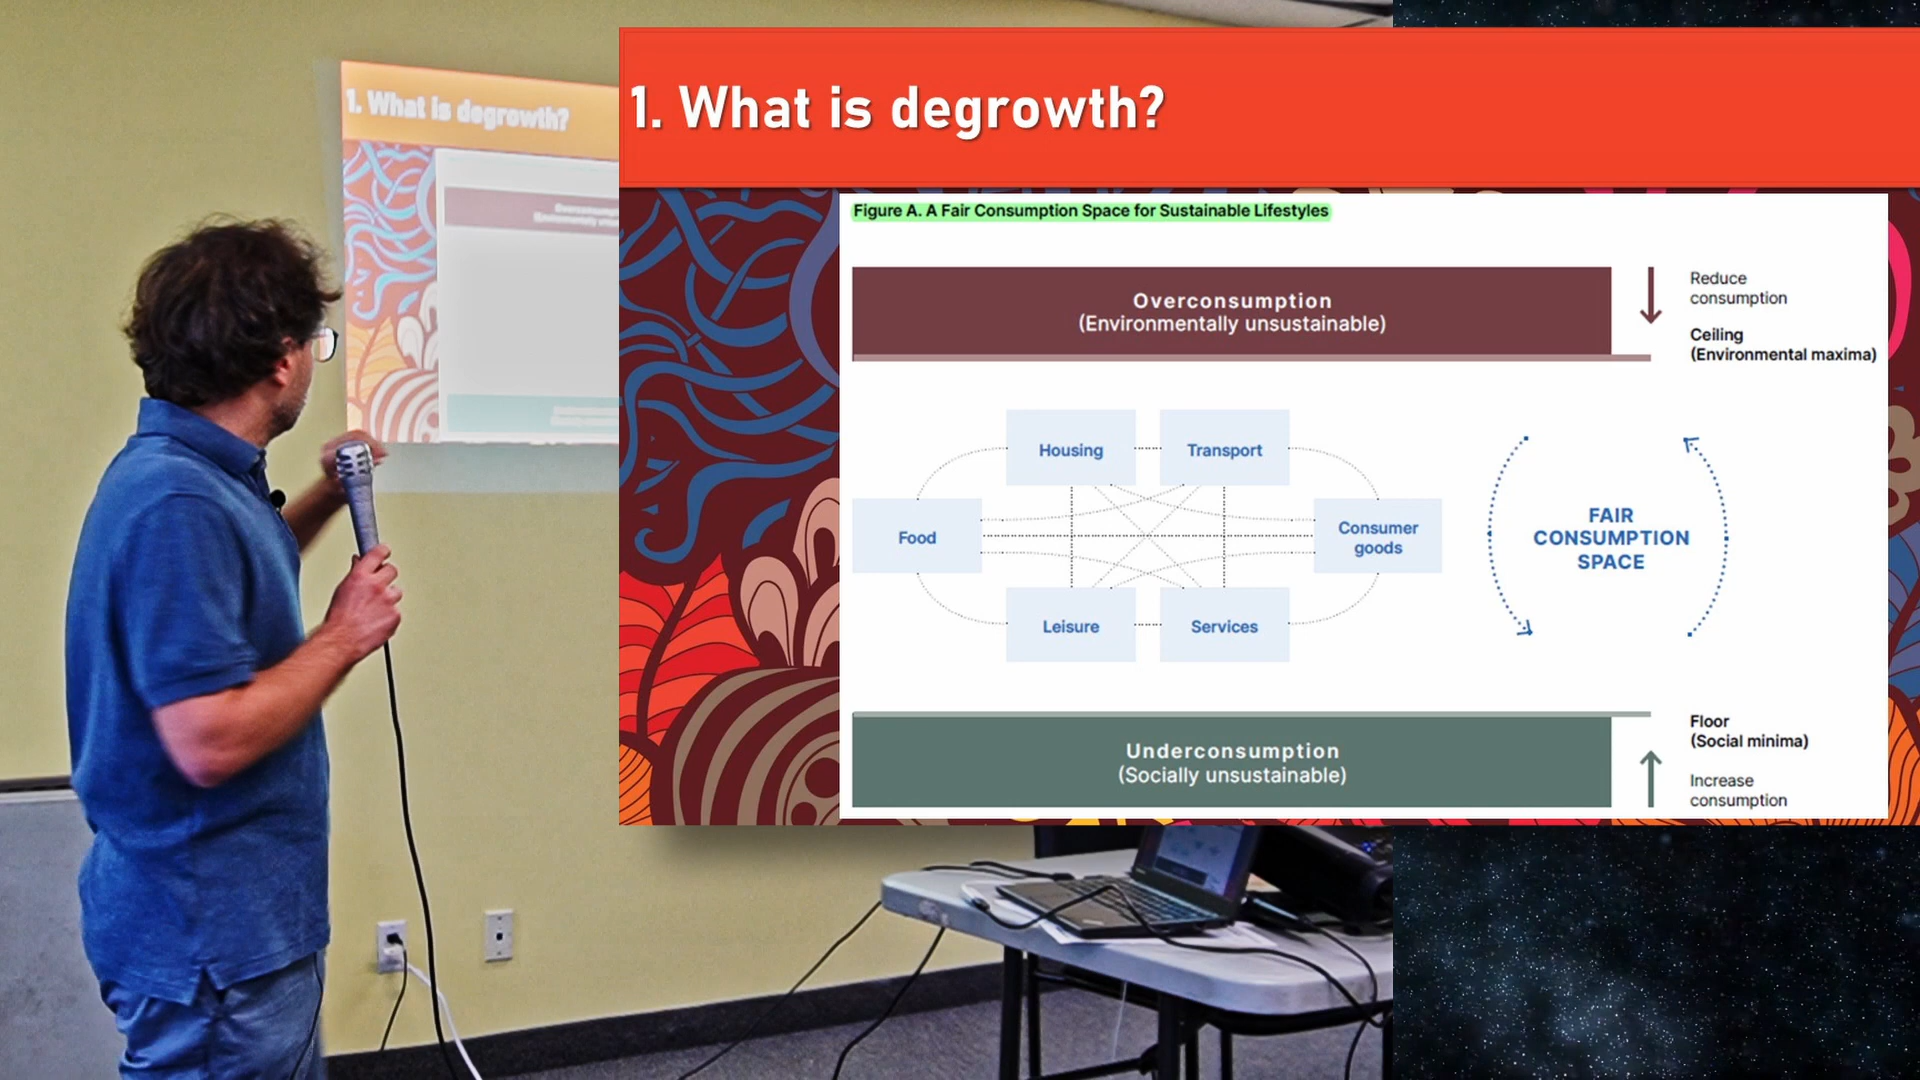 1. What is degrowth?
1. What is degrowth?
Figure A. A Fair Consumption Space for Sustainable Lifestyles
Overconsumption
(Environmentally unsustainable)
Reduce
consumption
Ceiling
(Environmental maxima)
Housing
Transport
Food
Consumer
goods
Leisure
Services
FAIR
CONSUMPTION
SPACE
Floor
(Social minima)
Underconsumption
(Socially unsustainable)
Increase
consumption